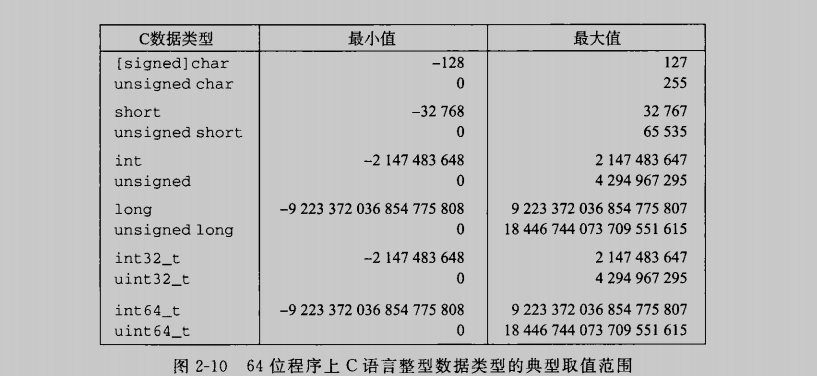 C数据类型 最小值 最大值
[signed]char -128 127
unsigned char 0 255
short -32 768 32 767
unsigned short 0 65 535
int -2 147 483 648 2 147 483 647
unsigned 0 4 294 967 295
long -9 223 372 036 854 775 808 9 223 372 036 854 775 807
unsigned long 0 18 446 744 073 709 551 615
int32_t -2 147 483 648 2 147 483 647
uint32_t 0 4 294 967 295
int64_t -9 223 372 036 854 775 808 9 223 372 036 854 775 807
uint64_t 0 18 446 744 073 709 551 615
图 2-10 64 位程序上 C 语言整型数据类型的典型取值范围